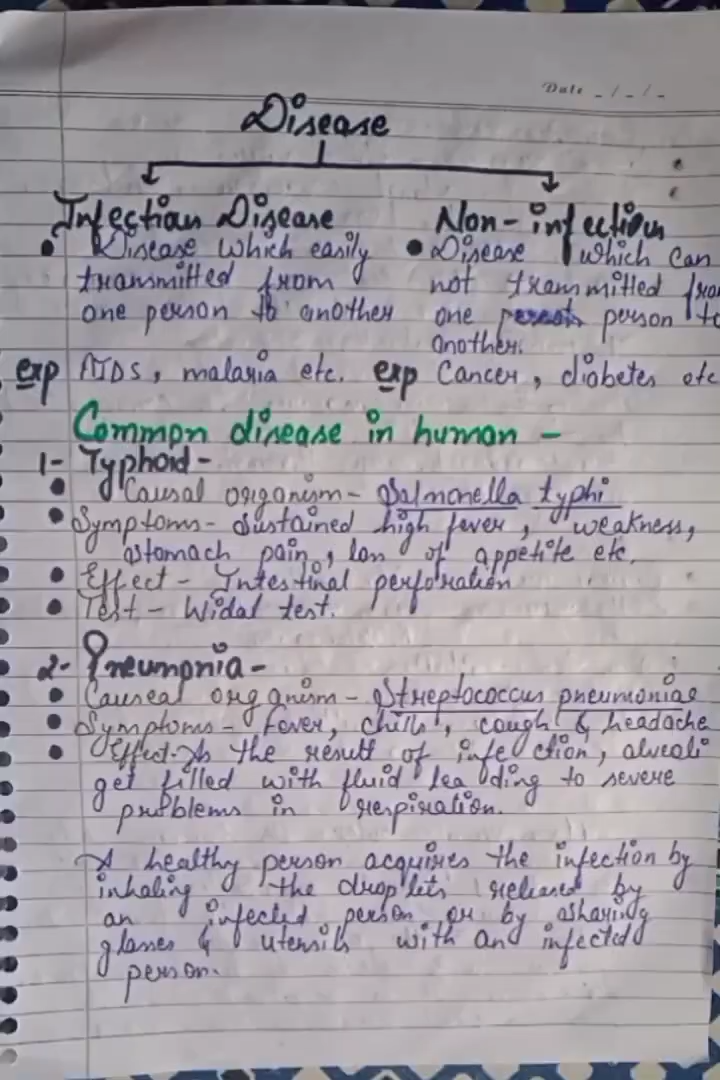 Date _ / _ / _
Disease
Infection Disease Non-infection
• Disease which easily • Disease which can
transmitted from not transmitted from
one person to another one person to
another.
exp AIDS, malaria etc. exp Cancer, diabetes etc
Common disease in human -
1- Typhoid -
• Causal organism - Salmonella typhi
• Symptoms - Sustained high fever, weakness,
stomach pain, loss of appetite etc.
• Effect - Intestinal perforation
• Test - Widal test.
2- Pneumonia -
• Causeal organism - Streptococcus pneumoniae
• Symptoms - fever, chills, cough & headache
• Effect - As the result of infection, alveoli
get filled with fluid leading to severe
problems in respiration.
A healthy person acquires the infection by
inhaling the droplets released by
an infected person or by sharing
glasses & utensils with and infected
person.